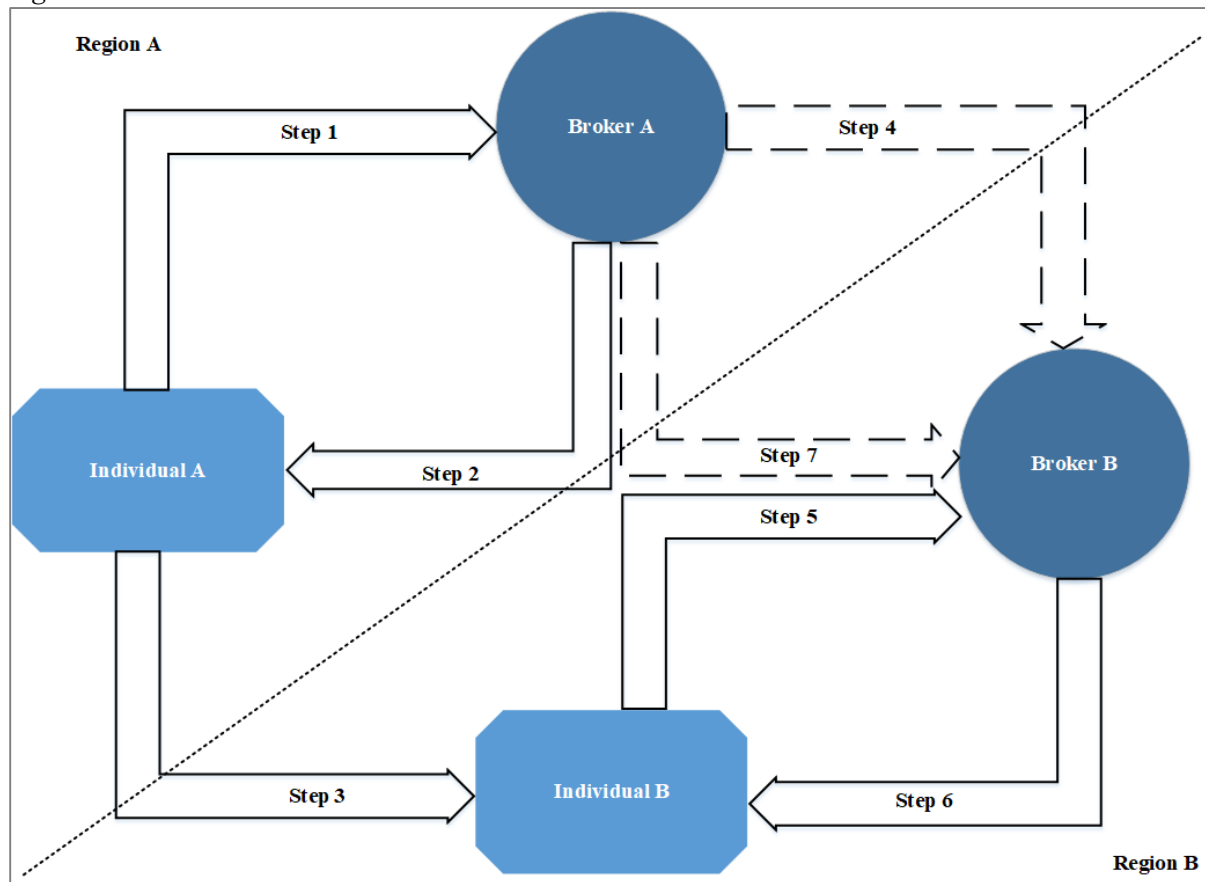 Region A
Broker A
Step 1
Step 4
Step 7
Broker B
Individual A
Step 2
Step 5
Step 3
Individual B
Step 6
Region B